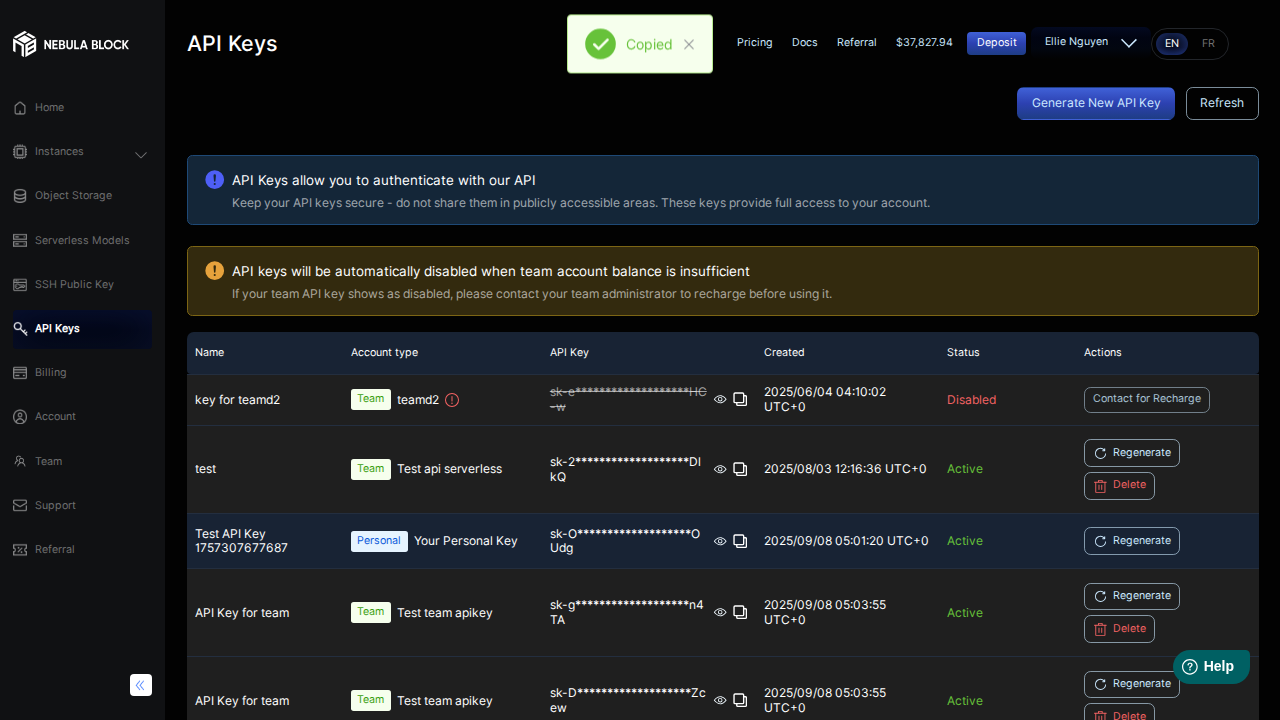 NEBULA BLOCK
API Keys
Copied
Pricing
Docs
Referral
$37,827.94
Deposit
Ellie Nguyen
EN
FR
Home
Instances
Object Storage
Serverless Models
SSH Public Key
API Keys
Billing
Account
Team
Support
Referral
Generate New API Key
Refresh
API Keys allow you to authenticate with our API
Keep your API keys secure - do not share them in publicly accessible areas. These keys provide full access to your account.
API keys will be automatically disabled when team account balance is insufficient
If your team API key shows as disabled, please contact your team administrator to recharge before using it.
Name Account type API Key Created Status Actions
key for teamd2
Team teamd2
sk-e*******************HC
-w
2025/06/04 04:10:02
UTC+0
Disabled
Contact for Recharge
test
Team Test api serverless
sk-2*******************DI
kQ
2025/08/03 12:16:36 UTC+0
Active
Regenerate
Delete
Test API Key
1757307677687
Personal Your Personal Key
sk-O*******************O
Udg
2025/09/08 05:01:20 UTC+0
Active
Regenerate
API Key for team
Team Test team apikey
sk-g*******************n4
TA
2025/09/08 05:03:55
UTC+0
Active
Regenerate
Delete
API Key for team
Team Test team apikey
sk-D*******************Zc
ew
2025/09/08 05:03:55
UTC+0
Active
Regenerate
Delete
Help